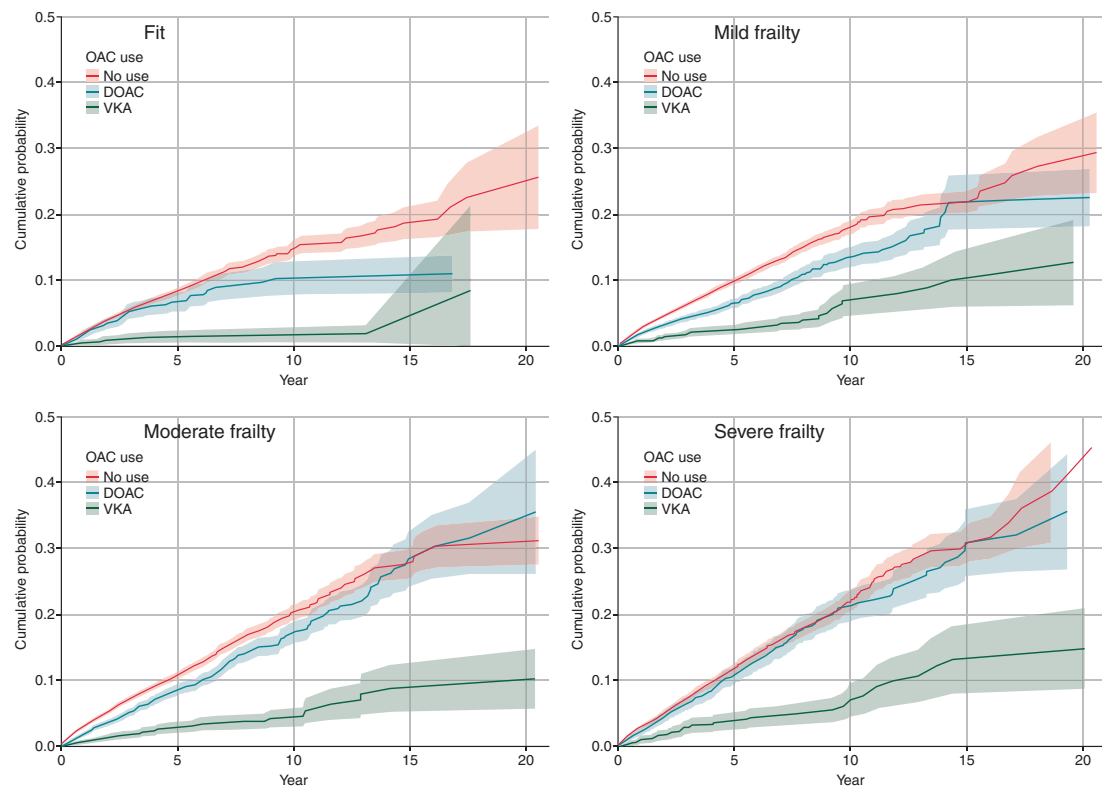 Fit
OAC use
No use
DOAC
VKA
Cumulative probability
0.5
0.4
0.3
0.2
0.1
0.0
0 5 10 15 20
Year
Mild frailty
OAC use
No use
DOAC
VKA
Cumulative probability
0.5
0.4
0.3
0.2
0.1
0.0
0 5 10 15 20
Year
Moderate frailty
OAC use
No use
DOAC
VKA
Cumulative probability
0.5
0.4
0.3
0.2
0.1
0.0
0 5 10 15 20
Year
Severe frailty
OAC use
No use
DOAC
VKA
Cumulative probability
0.5
0.4
0.3
0.2
0.1
0.0
0 5 10 15 20
Year